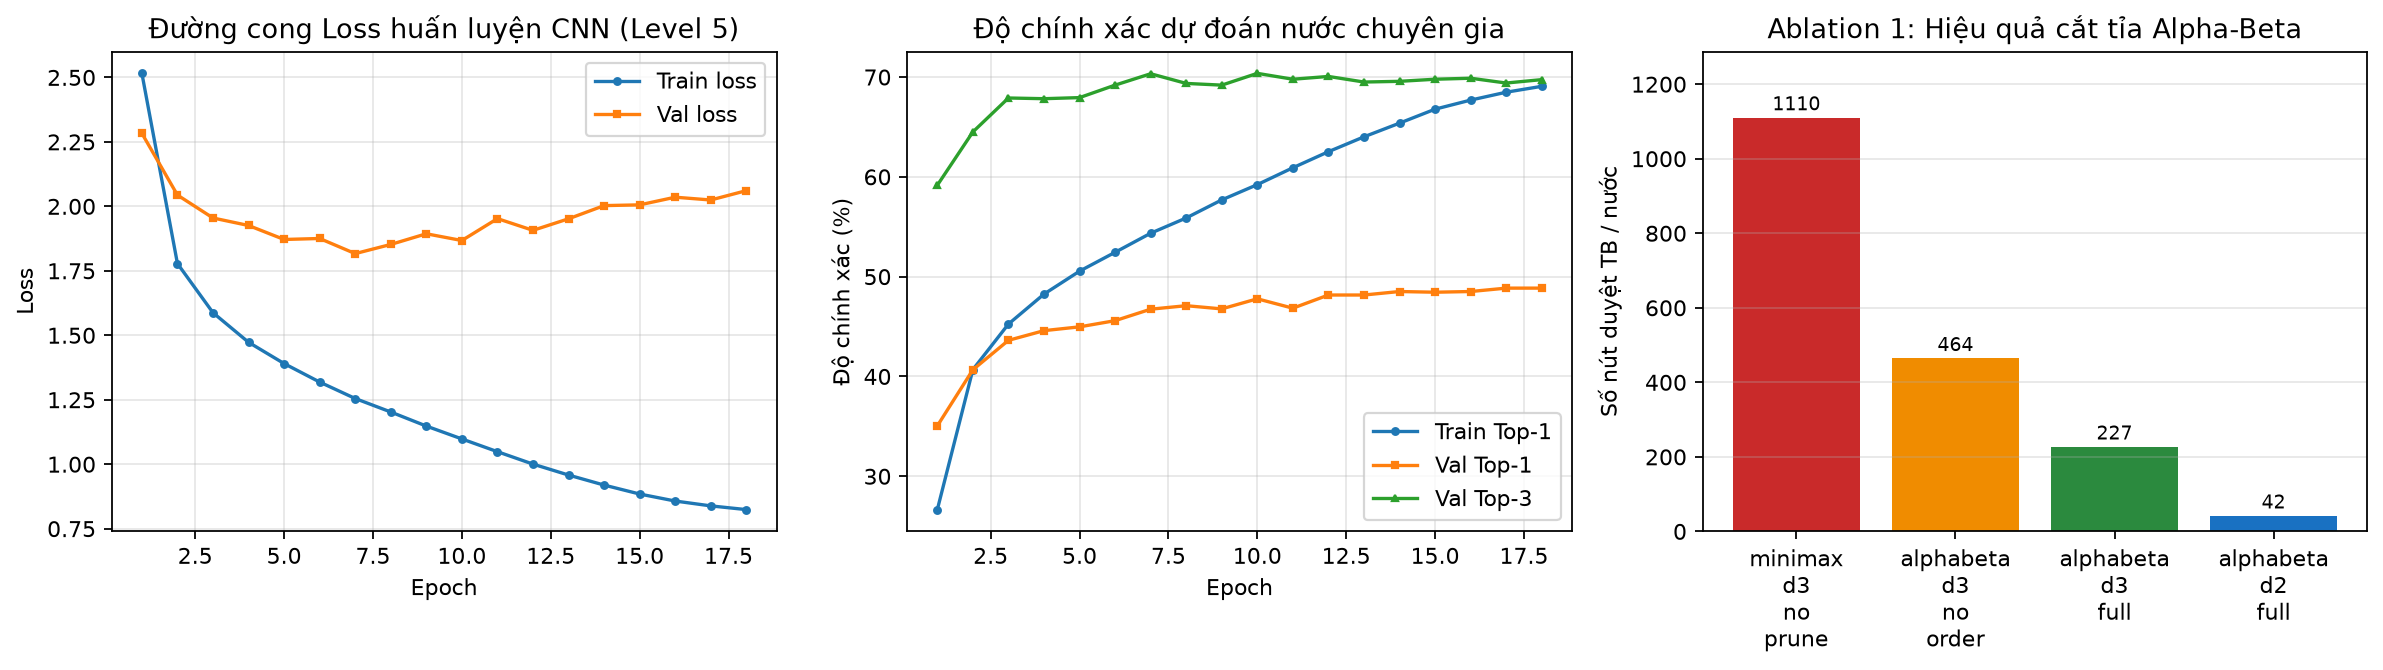 Đường cong Loss huấn luyện CNN (Level 5)
2.50
2.25
2.00
1.75
1.50
1.25
1.00
0.75
Loss
2.5 5.0 7.5 10.0 12.5 15.0 17.5
Epoch
Train loss
Val loss
Độ chính xác dự đoán nước chuyên gia
70
60
50
40
30
Độ chính xác (%)
2.5 5.0 7.5 10.0 12.5 15.0 17.5
Epoch
Train Top-1
Val Top-1
Val Top-3
Ablation 1: Hiệu quả cắt tỉa Alpha-Beta
1200
1000
800
600
400
200
0
Số nút duyệt TB / nước
1110
464
227
42
minimax
d3
no
prune
alphabeta
d3
no
order
alphabeta
d3
full
alphabeta
d2
full